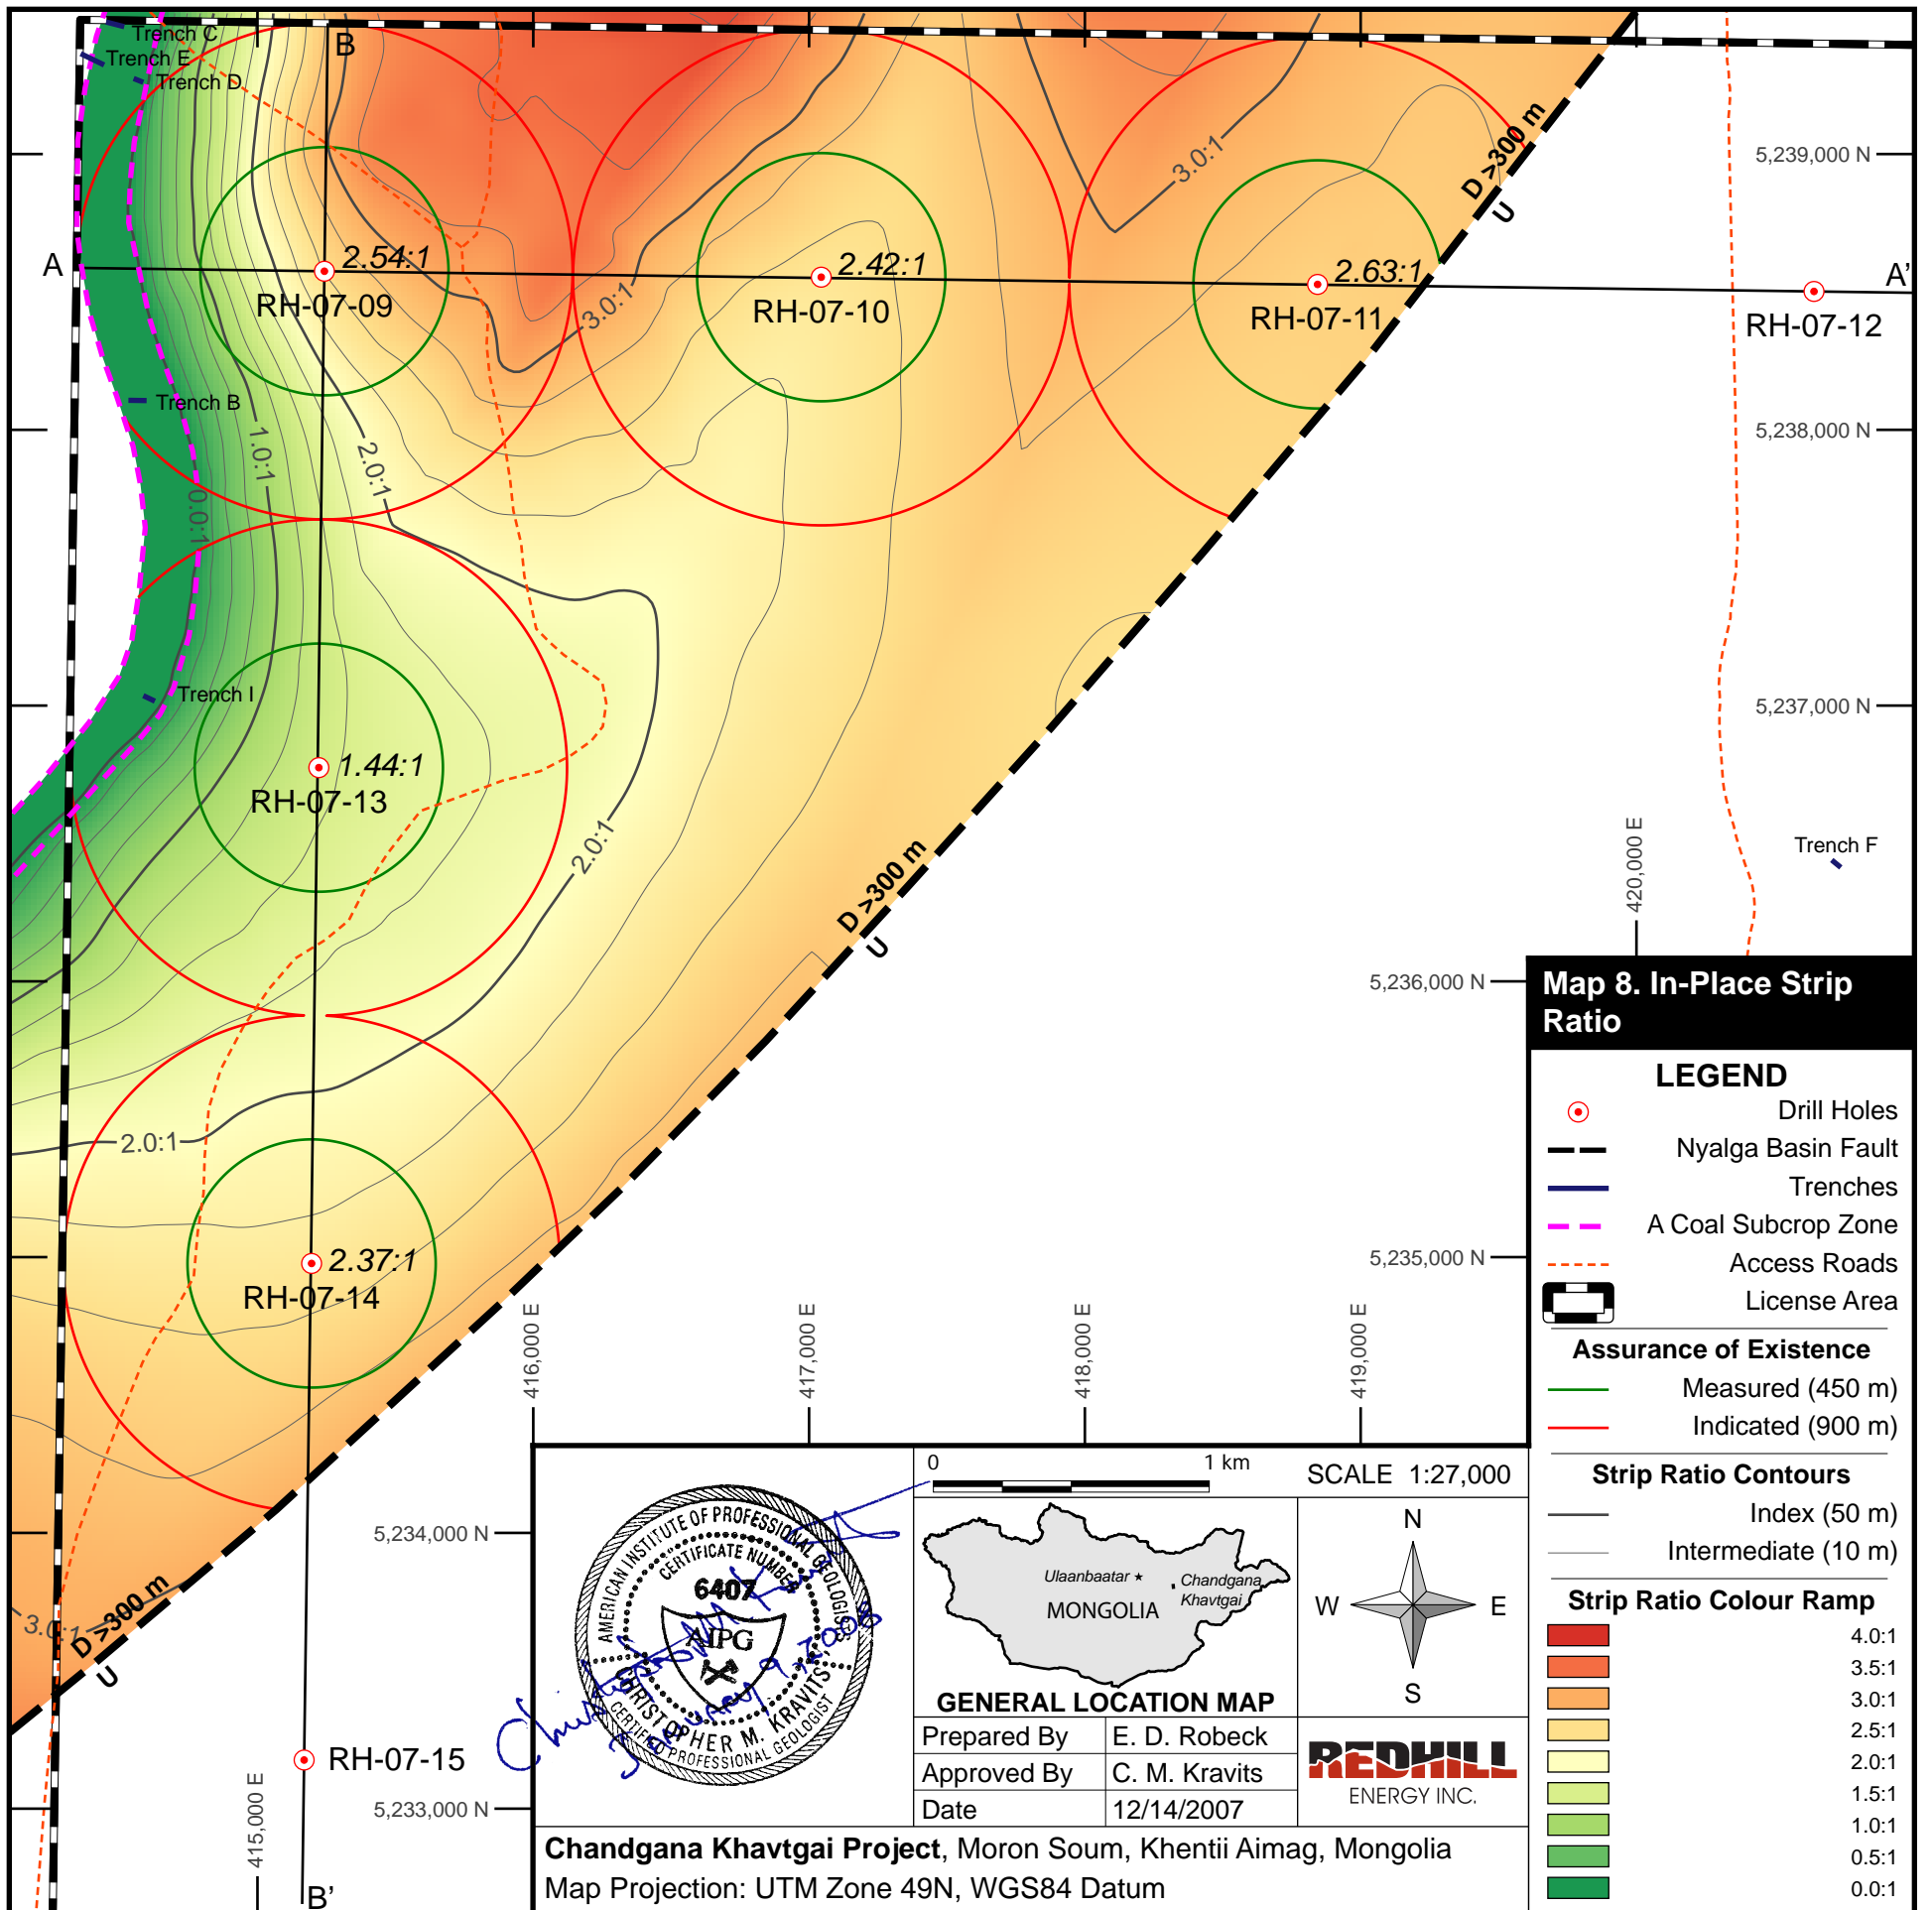 Trench C
Trench E
Trench D
B
D >300 m
U
3.0:1
5,239,000 N
A
2.54:1
RH-07-09
2.42:1
RH-07-10
2.63:1
RH-07-11
A'
RH-07-12
3.0:1
Trench B
1.0:1
2.0:1
0.0:1
5,238,000 N
Trench I
5,237,000 N
1.44:1
RH-07-13
2.0:1
D >300 m
U
Trench F
420,000 E
5,236,000 N
2.0:1
2.37:1
RH-07-14
5,235,000 N
416,000 E
417,000 E
418,000 E
419,000 E
5,234,000 N
3.0:1
D >300 m
U
RH-07-15
415,000 E
5,233,000 N
B'
Map 8. In-Place Strip
Ratio
LEGEND
Drill Holes
Nyalga Basin Fault
Trenches
A Coal Subcrop Zone
Access Roads
License Area
Assurance of Existence
Measured (450 m)
Indicated (900 m)
Strip Ratio Contours
Index (50 m)
Intermediate (10 m)
Strip Ratio Colour Ramp
4.0:1
3.5:1
3.0:1
2.5:1
2.0:1
1.5:1
1.0:1
0.5:1
0.0:1
0 1 km
SCALE 1:27,000
AMERICAN INSTITUTE OF PROFESSIONAL GEOLOGISTS
CERTIFICATE NUMBER
6407
AIPG
CHRISTOPHER M. KRAVITS
CERTIFIED PROFESSIONAL GEOLOGIST
Christopher M. Kravits
January 9, 2008
Ulaanbaatar
Chandgana
Khavtgai
MONGOLIA
GENERAL LOCATION MAP
N
W E
S
Prepared By E. D. Robeck
Approved By C. M. Kravits
Date 12/14/2007
REDHILL
ENERGY INC.
Chandgana Khavtgai Project, Moron Soum, Khentii Aimag, Mongolia
Map Projection: UTM Zone 49N, WGS84 Datum